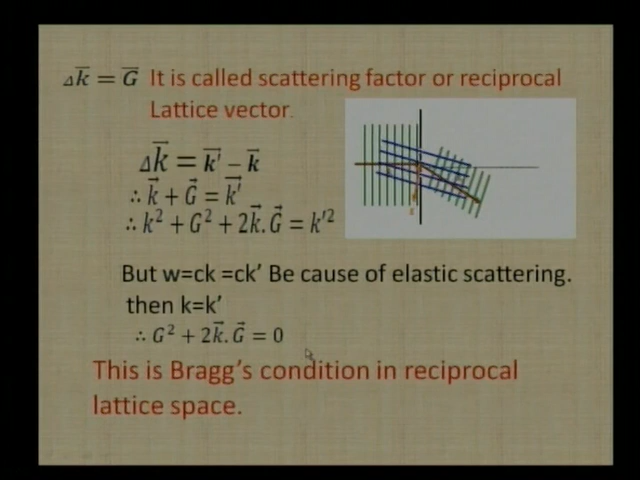 Δk̅ = G̅ It is called scattering factor or reciprocal
Lattice vector.
Δk⃗ = k⃗' − k⃗
∴ k⃗ + G⃗ = k⃗'
∴ k² + G² + 2k⃗.G⃗ = k'²
But w=ck =ck’ Be cause of elastic scattering.
then k=k’
∴ G² + 2k⃗.G⃗ = 0
This is Bragg’s condition in reciprocal
lattice space.